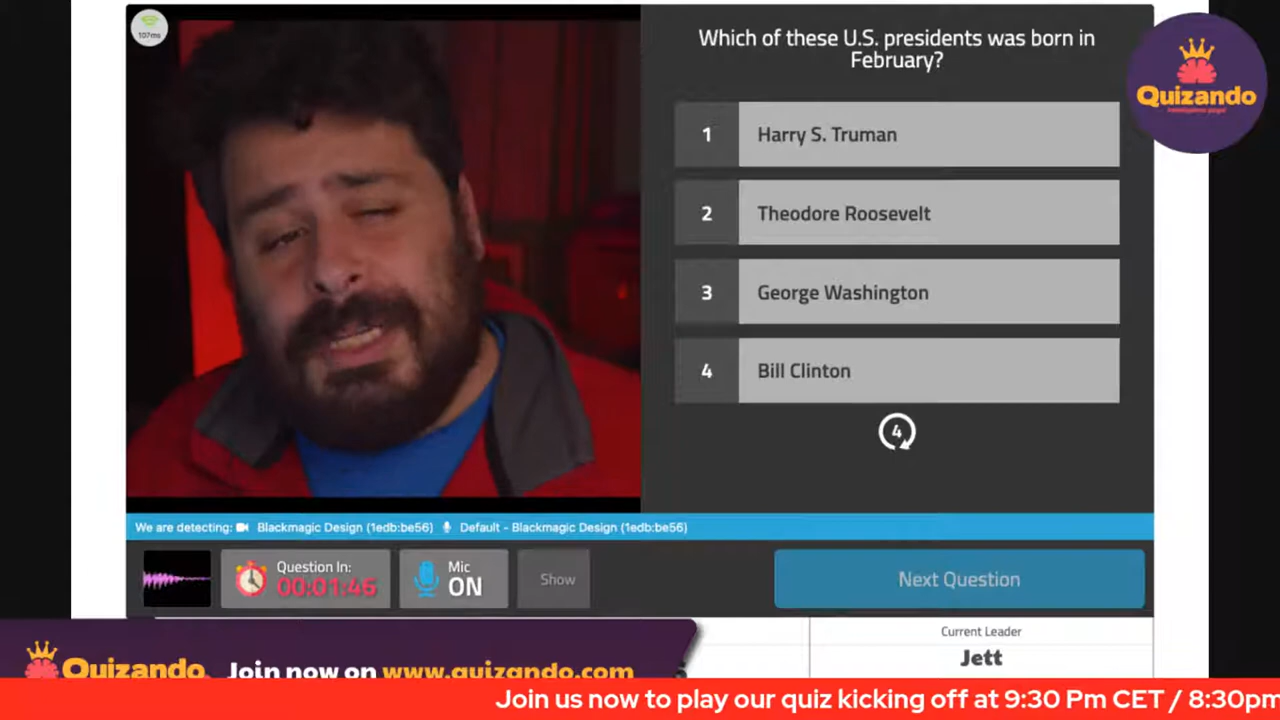 107ms
Which of these U.S. presidents was born in
February?
Quizando
1 Harry S. Truman
2 Theodore Roosevelt
3 George Washington
4 Bill Clinton
4
We are detecting: Blackmagic Design (1edb:be56) Default - Blackmagic Design (1edb:be56)
Question In:
00:01:46
Mic
ON
Show
Next Question
Current Leader
Jett
Quizando Join now on www.quizando.com
Join us now to play our quiz kicking off at 9:30 Pm CET / 8:30pm